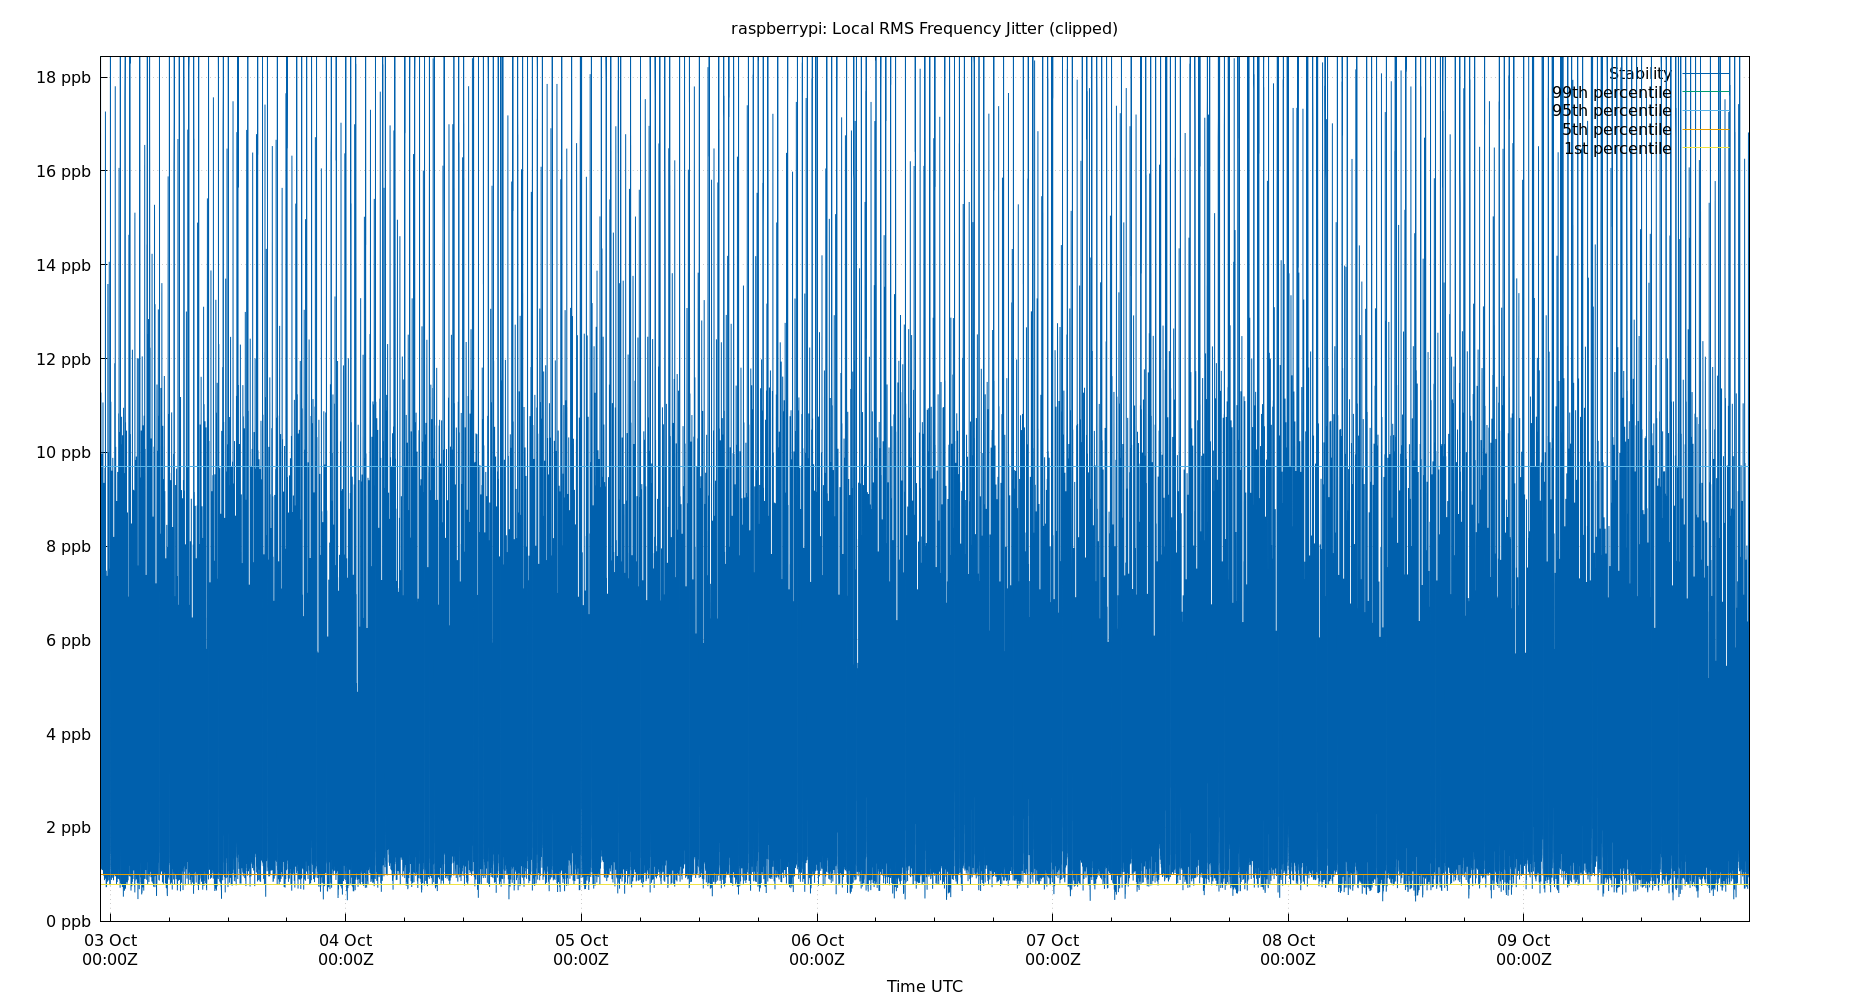 raspberrypi: Local RMS Frequency Jitter (clipped)
18 ppb
16 ppb
14 ppb
12 ppb
10 ppb
8 ppb
6 ppb
4 ppb
2 ppb
0 ppb
Stability
99th percentile
95th percentile
5th percentile
1st percentile
03 Oct 04 Oct 05 Oct 06 Oct 07 Oct 08 Oct 09 Oct
00:00Z 00:00Z 00:00Z 00:00Z 00:00Z 00:00Z 00:00Z
Time UTC